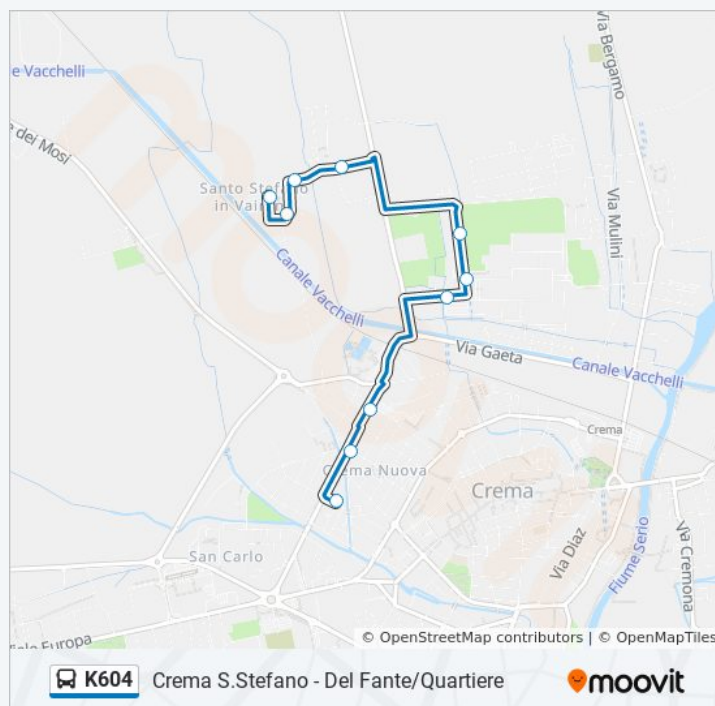 Via Bergamo
e Vacchelli
e dei Mosi
Santo Stefano
in Vairano
Via Mulini
Canale Vacchelli
Via Gaeta
Canale Vacchelli
Crema
Crema Nuova
Crema
San Carlo
Via Diaz
Fiume Serio
Via Cremona
© OpenStreetMap contributors | © OpenMapTiles
K604
Crema S.Stefano - Del Fante/Quartiere
moovit